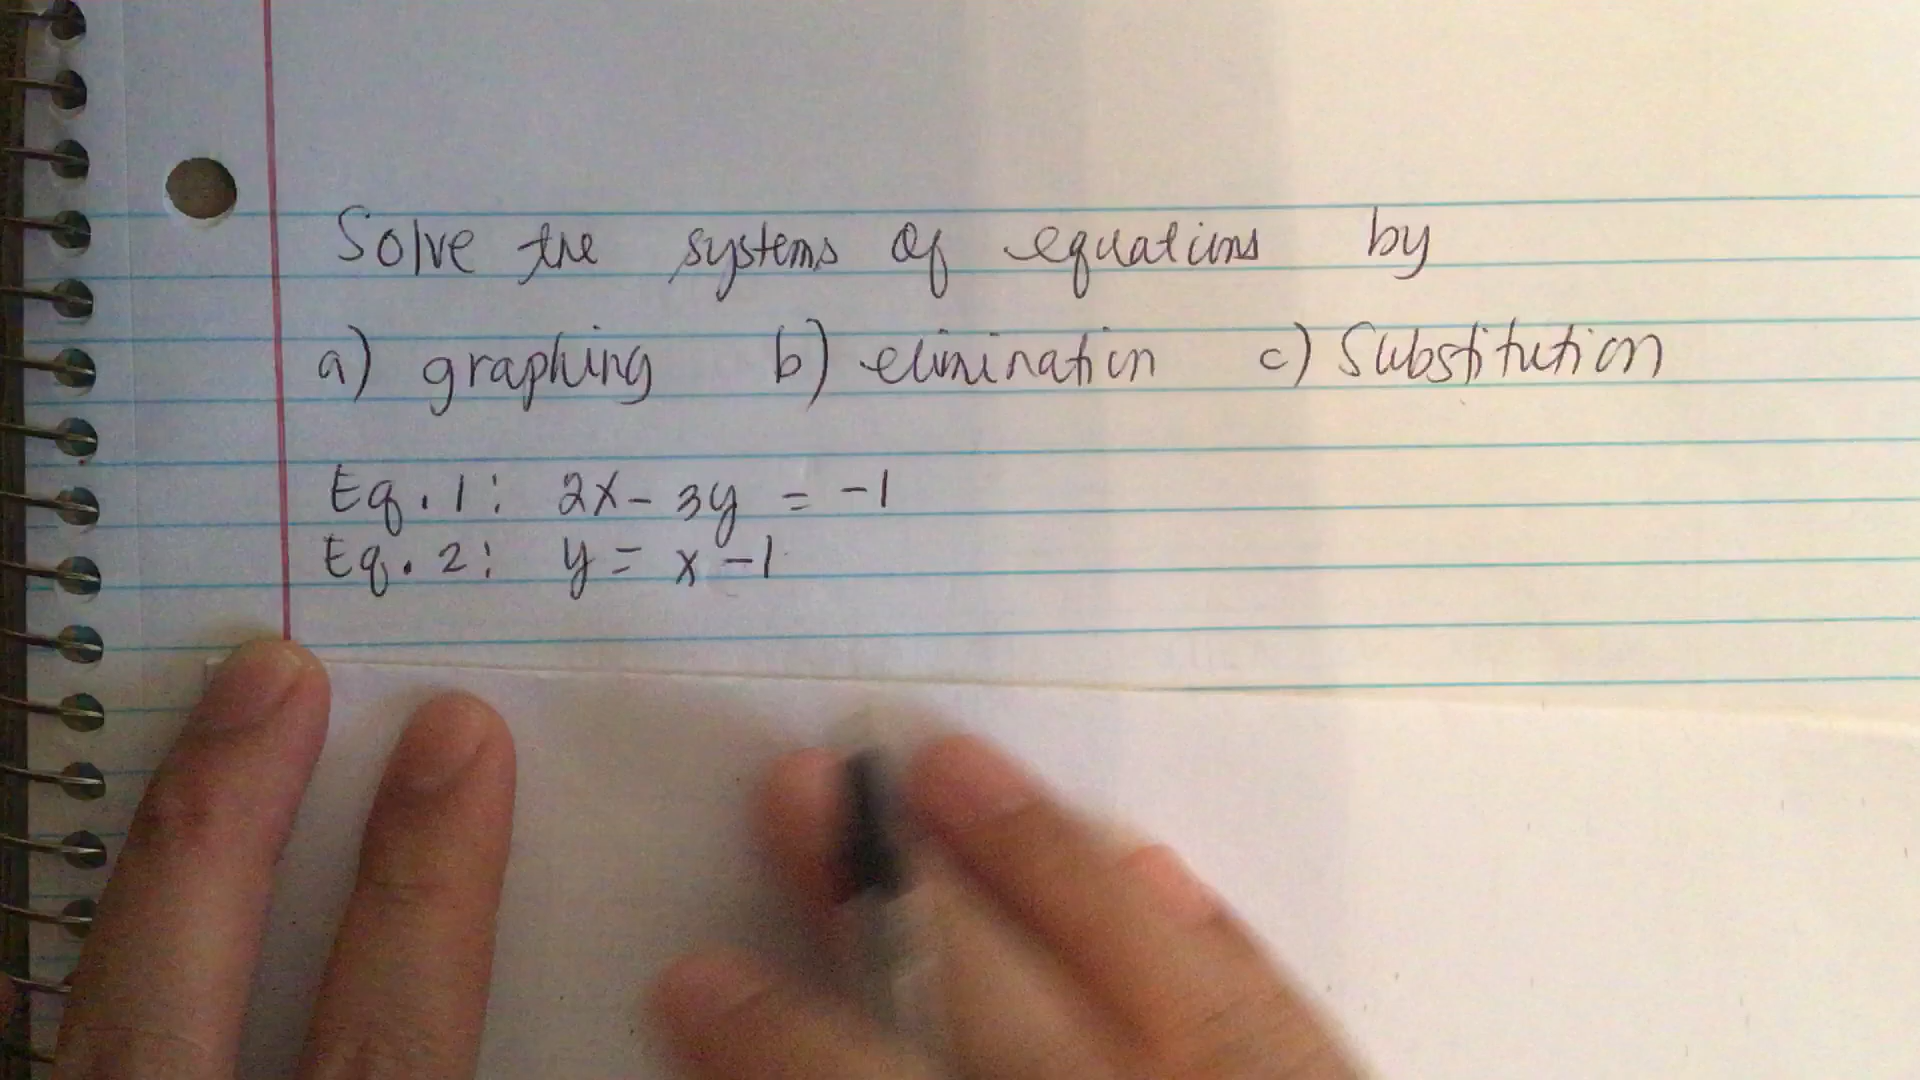 Solve the systems of equations by
a) graphing b) elimination c) Substitution
Eq. 1: 2x - 3y = -1
Eq. 2: y = x -1